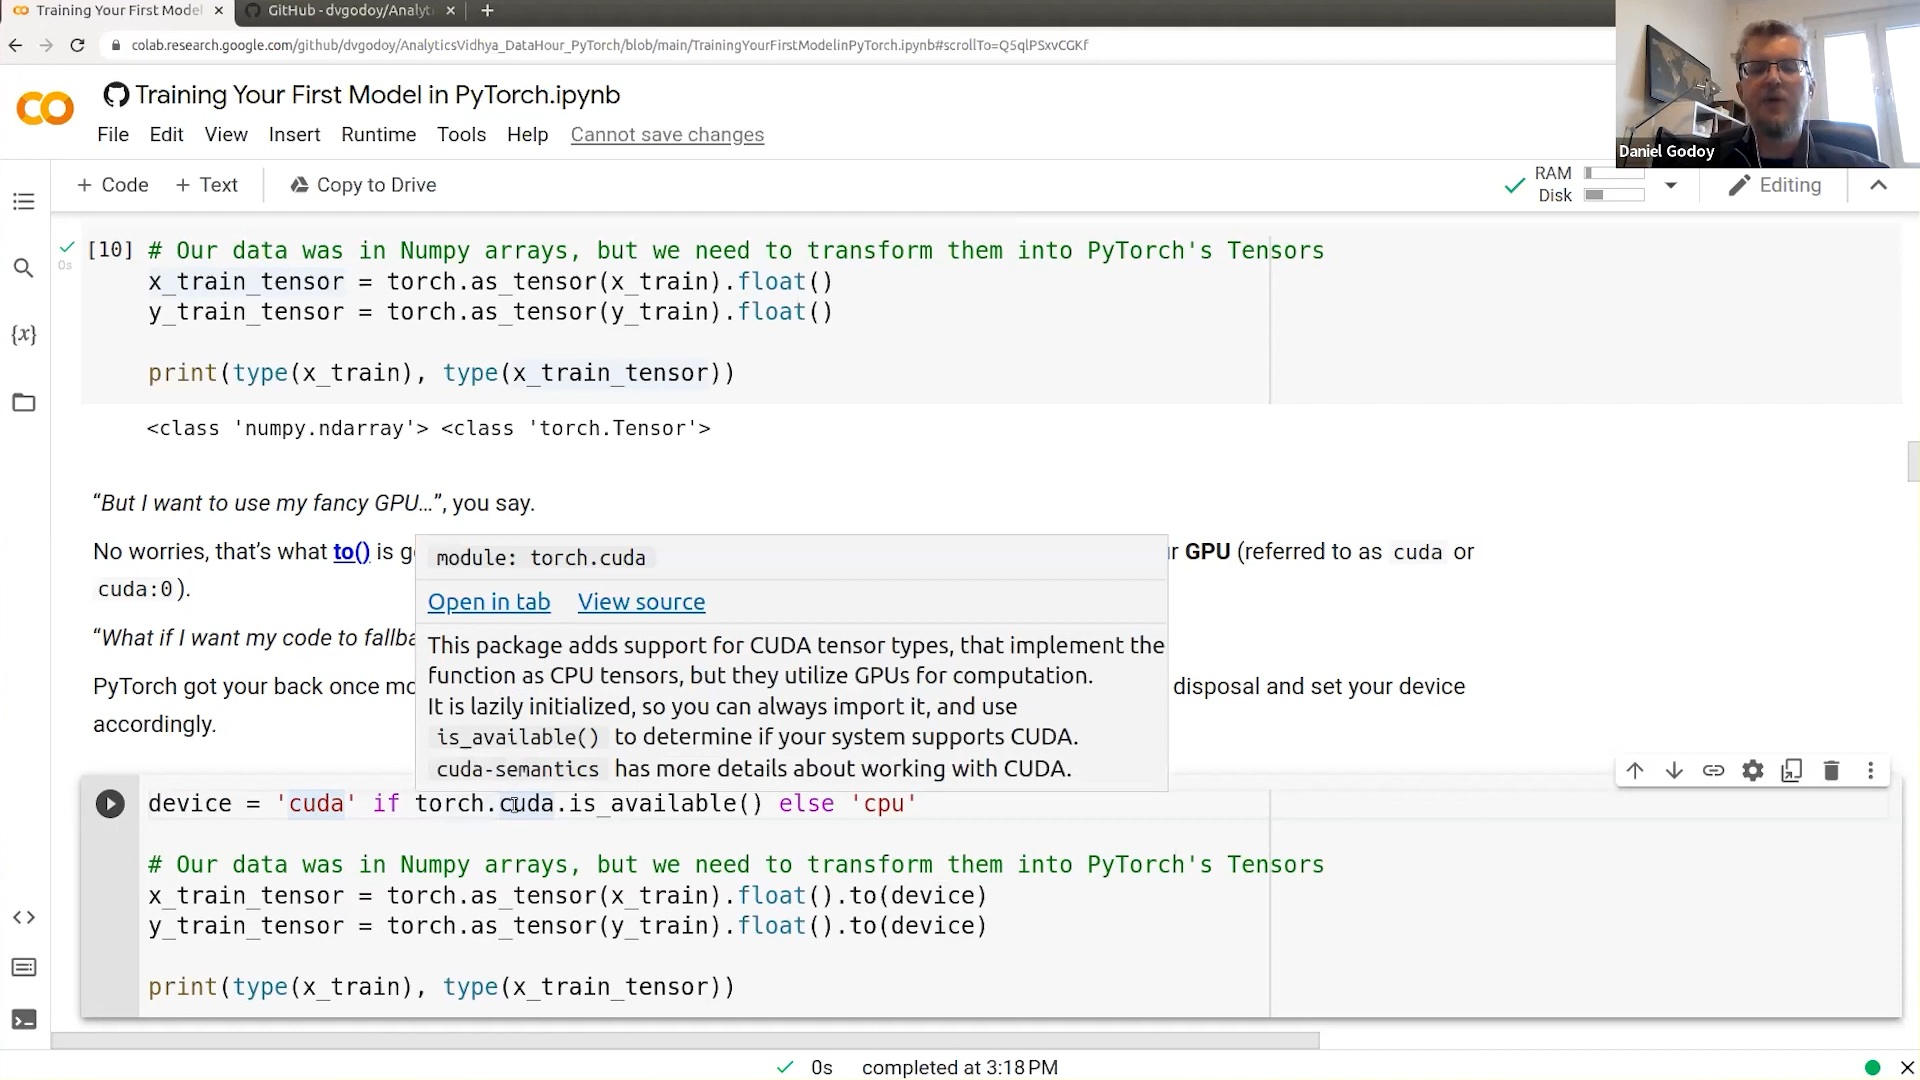 Training Your First Model
GitHub - dvgodoy/Analyt
colab.research.google.com/github/dvgodoy/AnalyticsVidhya_DataHour_PyTorch/blob/main/TrainingYourFirstModelinPyTorch.ipynb#scrollTo=Q5qlPSxvCGKf
Training Your First Model in PyTorch.ipynb
File Edit View Insert Runtime Tools Help Cannot save changes
Daniel Godoy
+ Code + Text Copy to Drive
RAM
Disk
Editing
[10] # Our data was in Numpy arrays, but we need to transform them into PyTorch's Tensors
0s
x_train_tensor = torch.as_tensor(x_train).float()
y_train_tensor = torch.as_tensor(y_train).float()
print(type(x_train), type(x_train_tensor))
<class 'numpy.ndarray'> <class 'torch.Tensor'>
“But I want to use my fancy GPU…”, you say.
No worries, that’s what to() is g
r GPU (referred to as cuda or
cuda:0 ).
“What if I want my code to fallba
PyTorch got your back once mo
disposal and set your device
accordingly.
module: torch.cuda
Open in tab View source
This package adds support for CUDA tensor types, that implement the
function as CPU tensors, but they utilize GPUs for computation.
It is lazily initialized, so you can always import it, and use
is_available() to determine if your system supports CUDA.
cuda-semantics has more details about working with CUDA.
device = 'cuda' if torch.cuda.is_available() else 'cpu'
# Our data was in Numpy arrays, but we need to transform them into PyTorch's Tensors
x_train_tensor = torch.as_tensor(x_train).float().to(device)
y_train_tensor = torch.as_tensor(y_train).float().to(device)
print(type(x_train), type(x_train_tensor))
0s completed at 3:18 PM